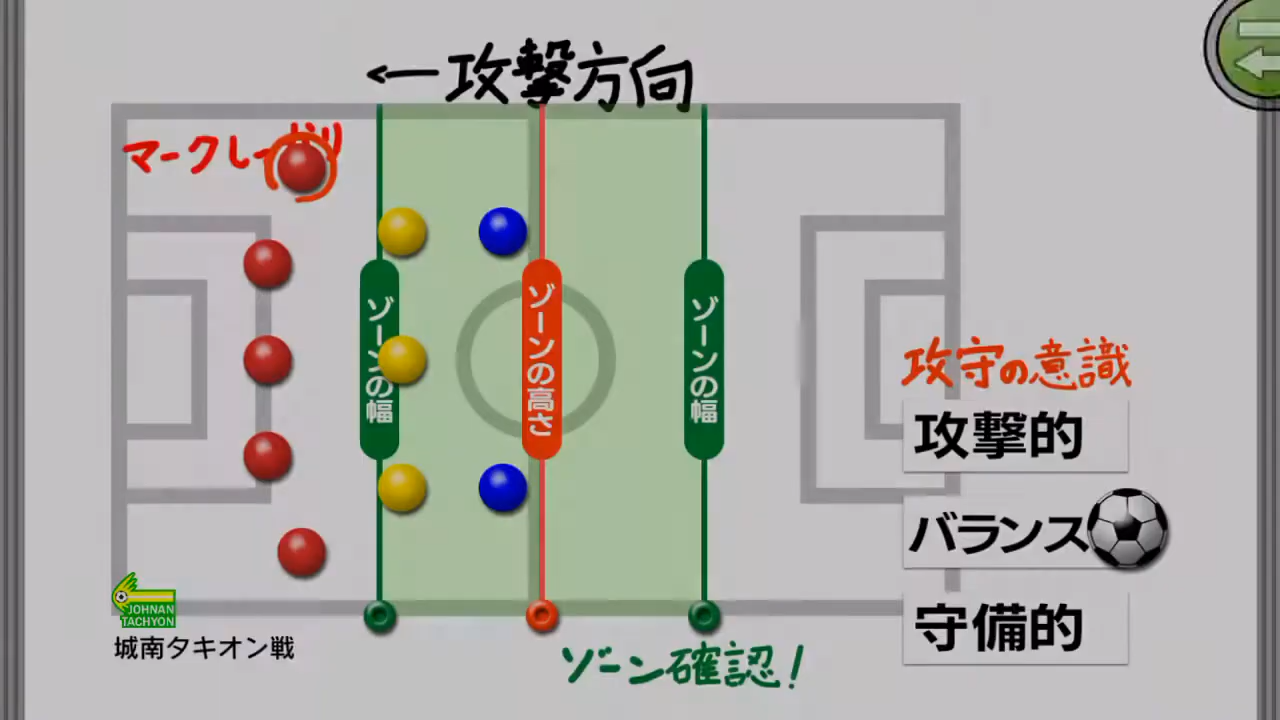 ←攻撃方向
マークしっかり
ゾーンの幅
ゾーンの高さ
ゾーンの幅
攻守の意識
攻撃的
バランス
守備的
JOHNAN
TACHYON
城南タキオン戦
ゾーン確認!